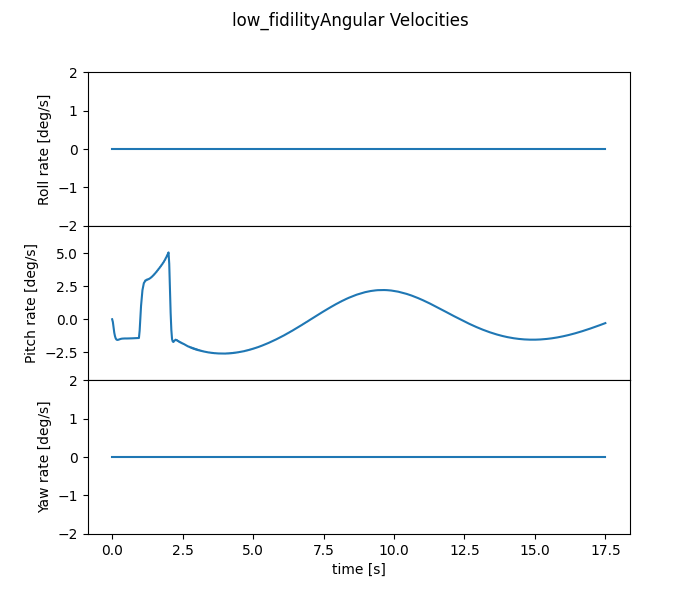 low_fidilityAngular Velocities
2
1
0
−1
−2
Roll rate [deg/s]
5.0
2.5
0.0
−2.5
Pitch rate [deg/s]
2
1
0
−1
−2
Yaw rate [deg/s]
0.0 2.5 5.0 7.5 10.0 12.5 15.0 17.5
time [s]